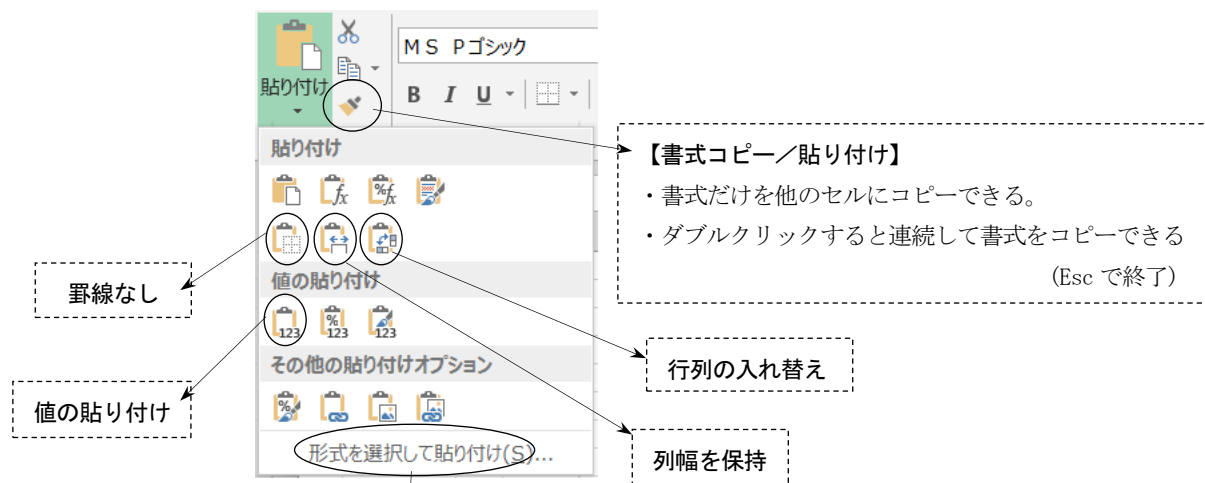 MS Pゴシック
貼り付け
B I U
貼り付け
fx %fx
【書式コピー／貼り付け】
・書式だけを他のセルにコピーできる。
・ダブルクリックすると連続して書式をコピーできる
(Esc で終了)
罫線なし
値の貼り付け
123 %123 123
行列の入れ替え
その他の貼り付けオプション
値の貼り付け
%
形式を選択して貼り付け(S)...
列幅を保持